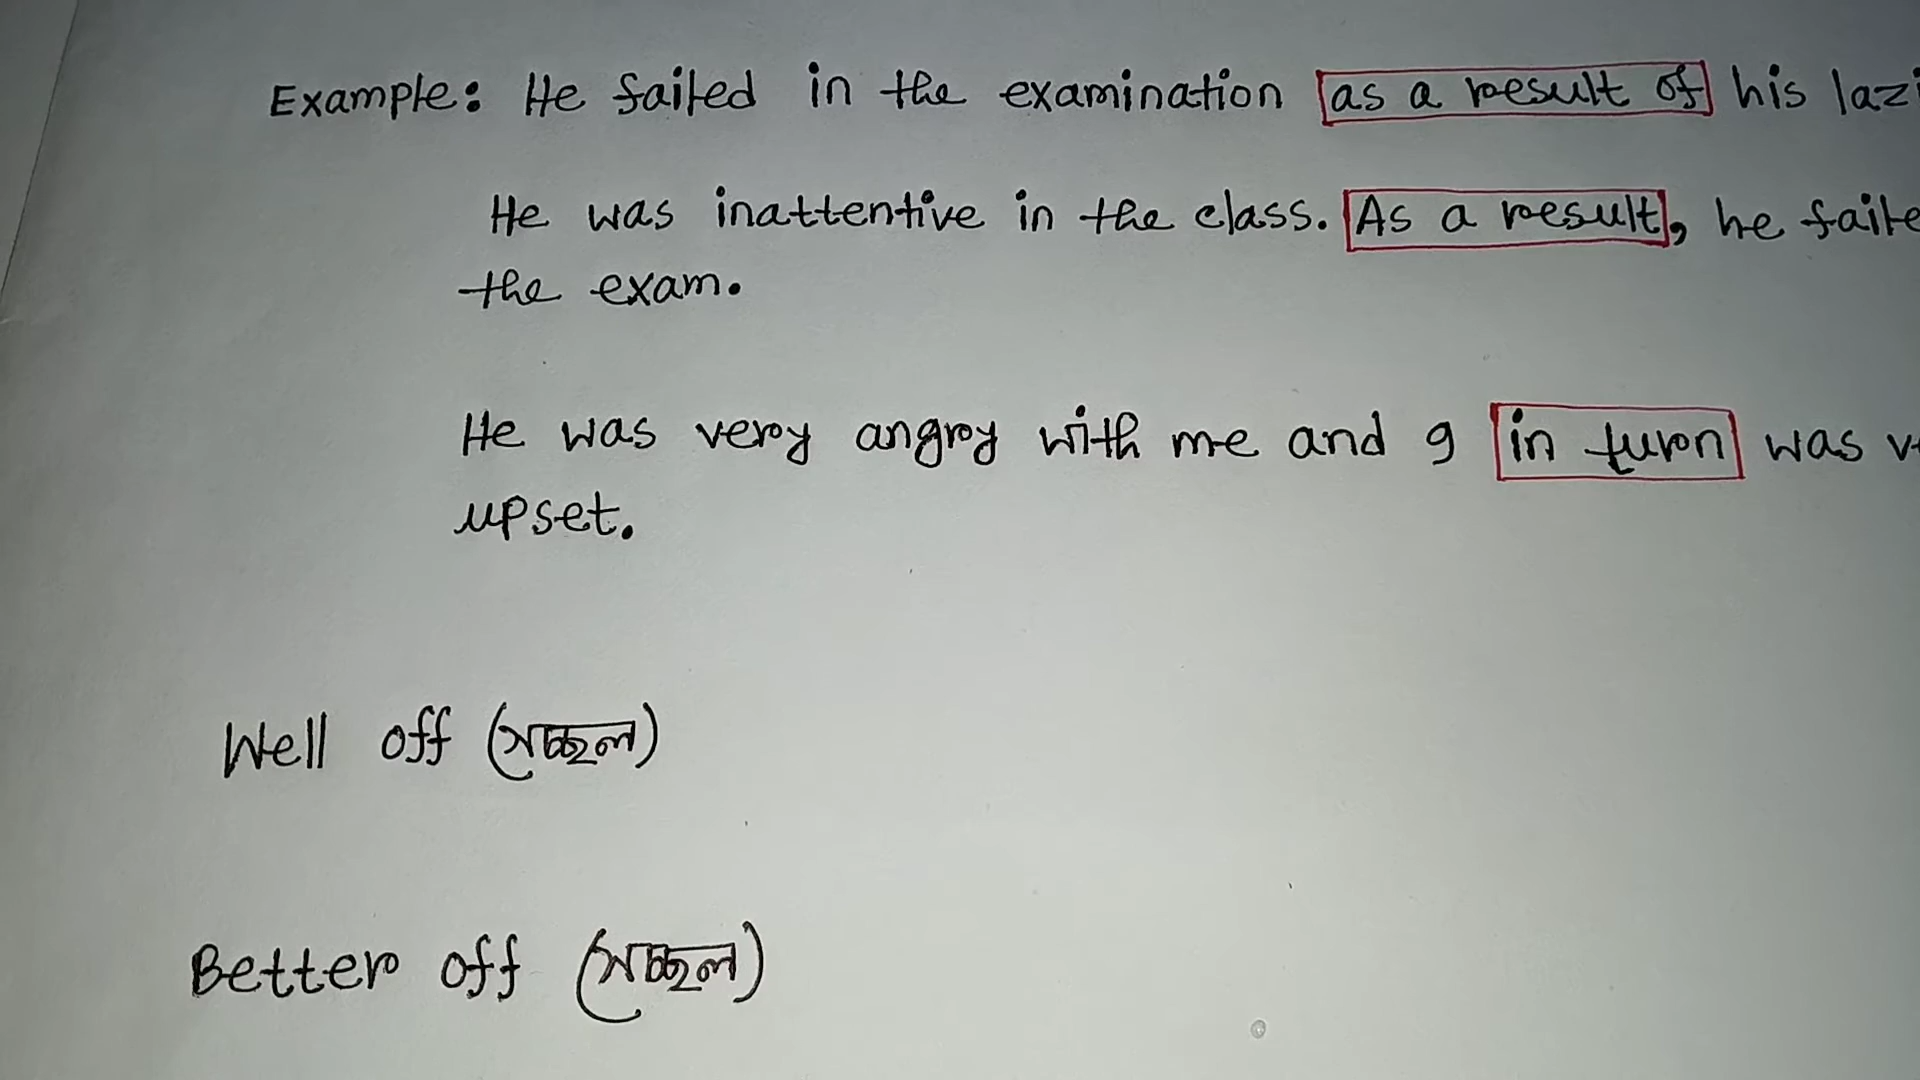 Example: He failed in the examination as a result of his lazi
He was inattentive in the class. As a result, he faile
the exam.
He was very angry with me and I in turn was v
upset.
Well off (সচ্ছল)
Better off (সচ্ছল)